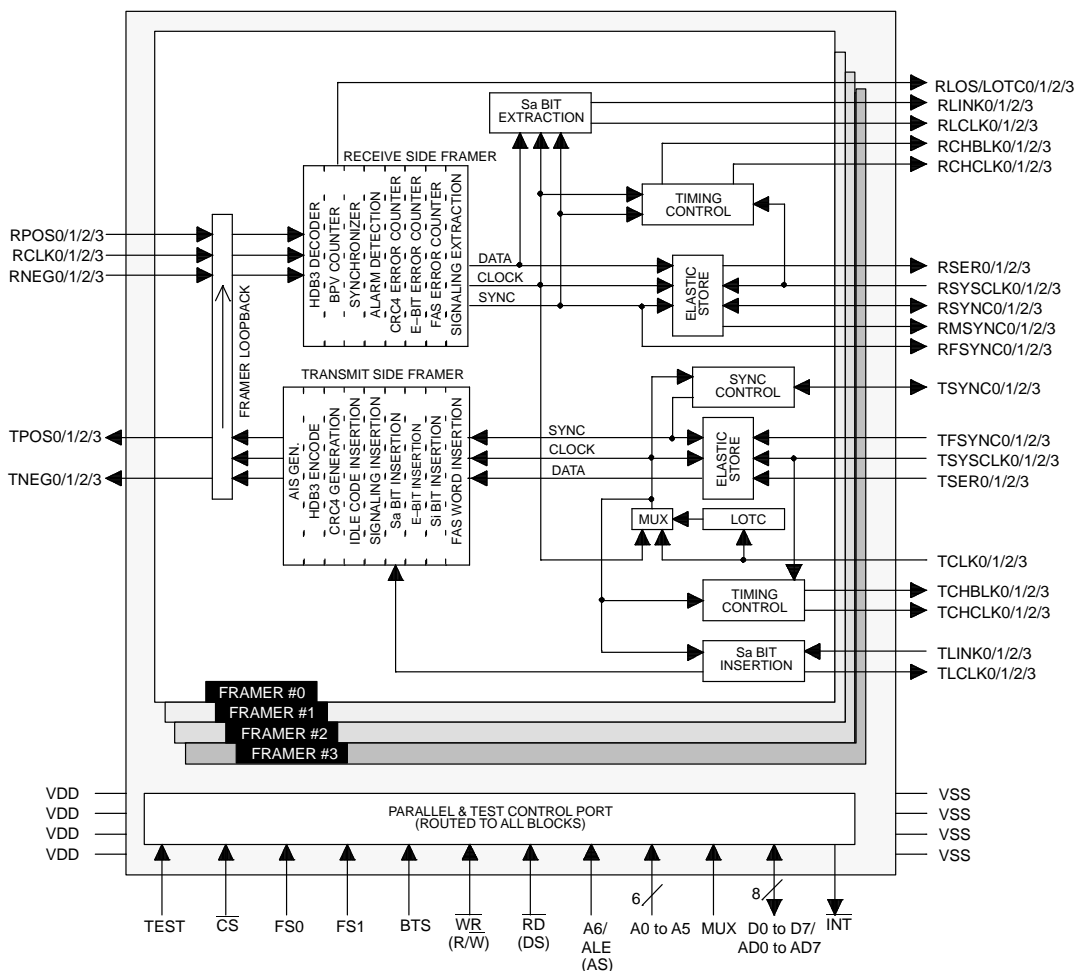 RLOS/LOTC0/1/2/3
RLINK0/1/2/3
RLCLK0/1/2/3
RCHBLK0/1/2/3
RCHCLK0/1/2/3
Sa BIT
EXTRACTION
RECEIVE SIDE FRAMER
TIMING
CONTROL
RPOS0/1/2/3
RCLK0/1/2/3
RNEG0/1/2/3
HDB3 DECODER
BPV COUNTER
SYNCHRONIZER
ALARM DETECTION
CRC4 ERROR COUNTER
E–BIT ERROR COUNTER
FAS ERROR COUNTER
SIGNALING EXTRACTION
DATA
CLOCK
SYNC
ELASTIC
STORE
RSER0/1/2/3
RSYSCLK0/1/2/3
RSYNC0/1/2/3
RMSYNC0/1/2/3
RFSYNC0/1/2/3
FRAMER LOOPBACK
TRANSMIT SIDE FRAMER
SYNC
CONTROL
TSYNC0/1/2/3
TPOS0/1/2/3
TNEG0/1/2/3
AIS GEN.
HDB3 ENCODE
CRC4 GENERATION
IDLE CODE INSERTION
SIGNALING INSERTION
Sa BIT INSERTION
E–BIT INSERTION
Si BIT INSERTION
FAS WORD INSERTION
SYNC
CLOCK
DATA
ELASTIC
STORE
TFSYNC0/1/2/3
TSYSCLK0/1/2/3
TSER0/1/2/3
MUX
LOTC
TCLK0/1/2/3
TIMING
CONTROL
TCHBLK0/1/2/3
TCHCLK0/1/2/3
Sa BIT
INSERTION
TLINK0/1/2/3
TLCLK0/1/2/3
FRAMER #0
FRAMER #1
FRAMER #2
FRAMER #3
VDD
VDD
VDD
VDD
PARALLEL & TEST CONTROL PORT
(ROUTED TO ALL BLOCKS)
VSS
VSS
VSS
VSS
6
8
TEST
CS
FS0
FS1
BTS
WR
(R/W)
RD
(DS)
A6/
ALE
(AS)
A0 to A5
MUX
D0 to D7/
AD0 to AD7
INT